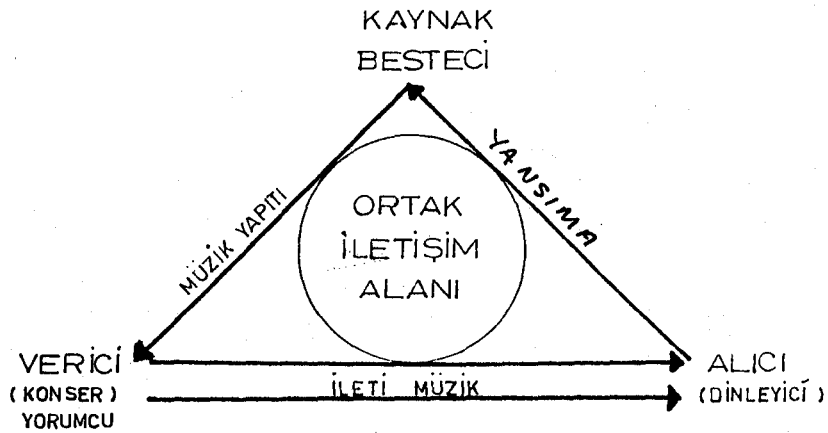 KAYNAK
BESTECİ
YANSIMA
MÜZİK YAPITI
ORTAK
İLETİŞİM
ALANI
VERİCİ
(KONSER)
YORUMCU
İLETİ MÜZİK
ALICI
(DİNLEYİCİ)